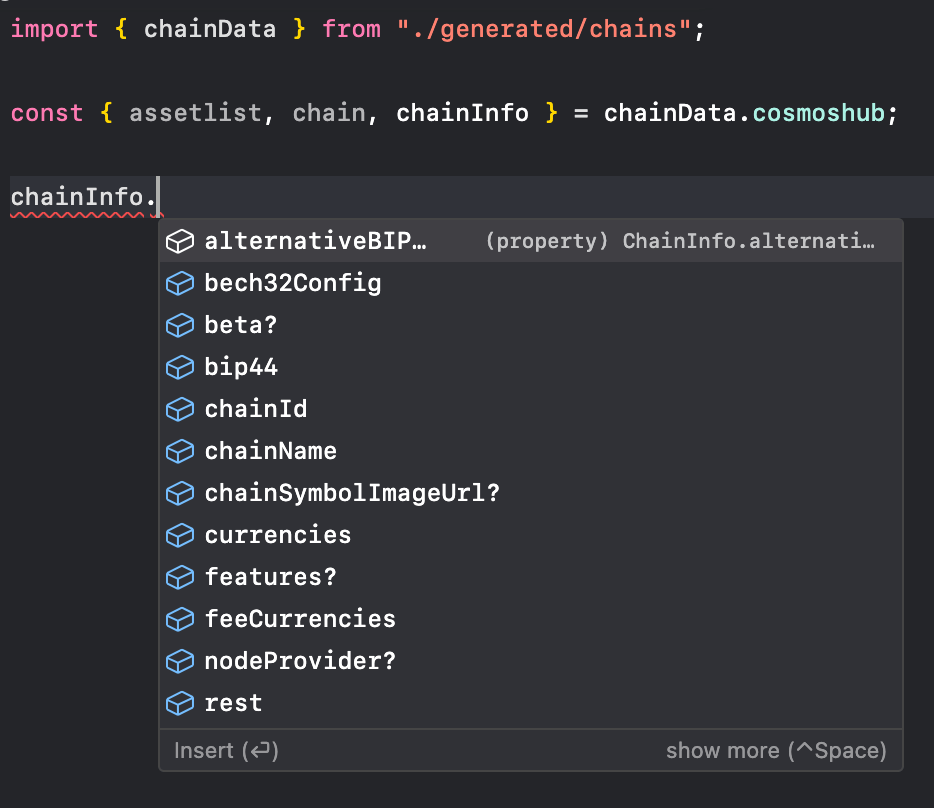 import { chainData } from "./generated/chains";
const { assetlist, chain, chainInfo } = chainData.cosmoshub;
chainInfo.
alternativeBIP… (property) ChainInfo.alternati…
bech32Config
beta?
bip44
chainId
chainName
chainSymbolImageUrl?
currencies
features?
feeCurrencies
nodeProvider?
rest
Insert (⏎) show more (^Space)